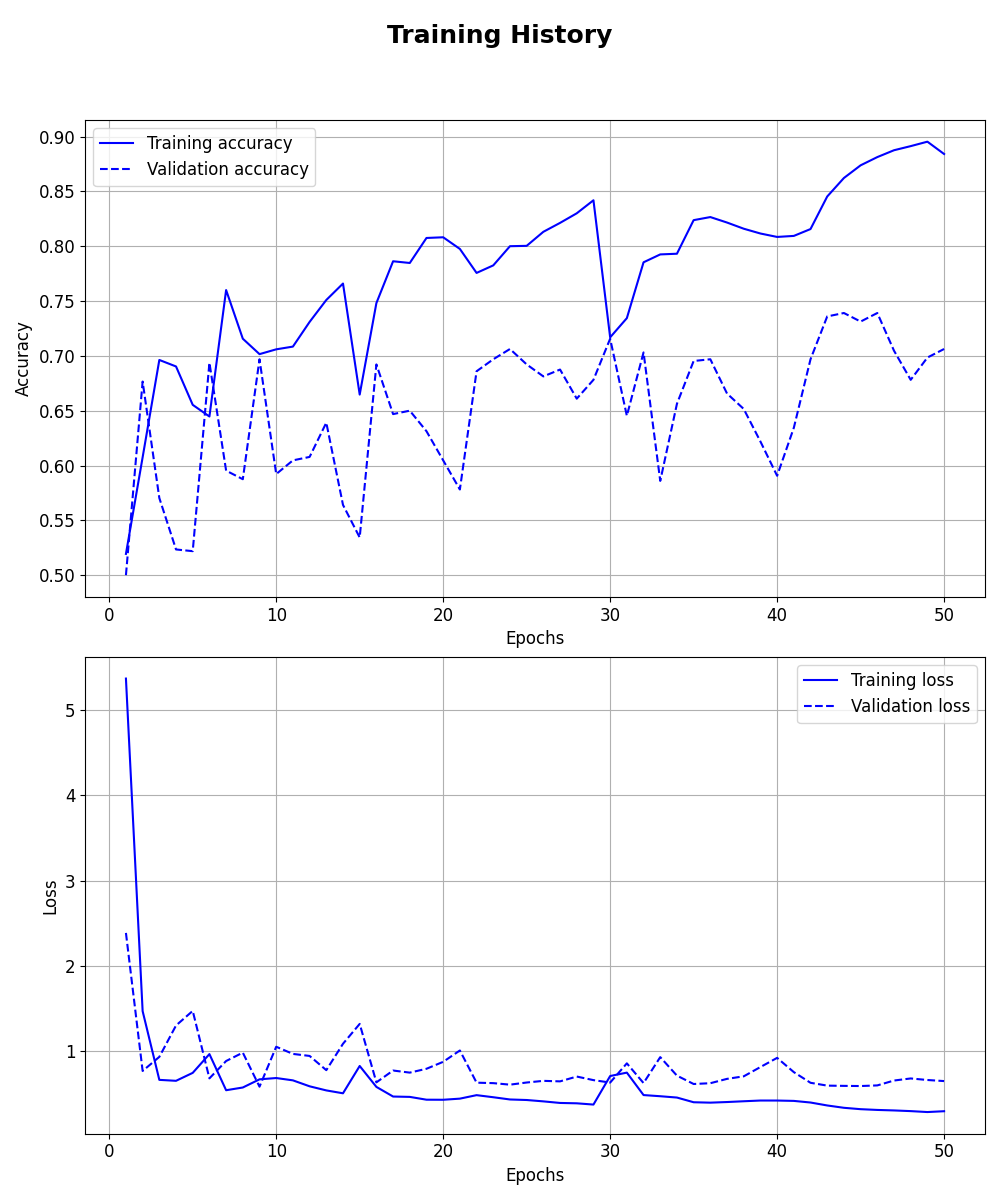 Training History
Training accuracy
Validation accuracy
0.90
0.85
0.80
0.75
0.70
0.65
0.60
0.55
0.50
Accuracy
0 10 20 30 40 50
Epochs
Training loss
Validation loss
5
4
3
2
1
Loss
0 10 20 30 40 50
Epochs